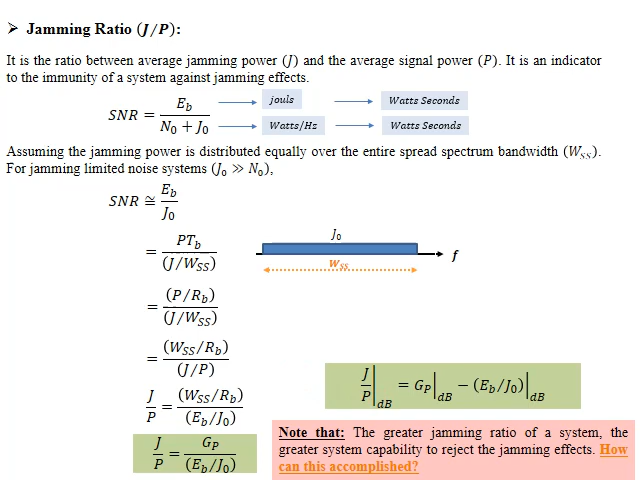 ➢ Jamming Ratio (J/P):
It is the ratio between average jamming power (J) and the average signal power (P). It is an indicator
to the immunity of a system against jamming effects.
SNR = E_b / (N_0 + J_0)
jouls
Watts Seconds
Watts/Hz
Watts Seconds
Assuming the jamming power is distributed equally over the entire spread spectrum bandwidth (W_ss).
For jamming limited noise systems (J_o ≫ N_o),
SNR ≅ E_b / J_0
= PT_b / (J/W_SS)
J_0
f
W_ss
= (P/R_b) / (J/W_SS)
= (W_SS/R_b) / (J/P)
J/P = (W_SS/R_b) / (E_b/J_0)
J/P = G_P / (E_b/J_0)
J/P|_dB = G_P|_dB − (E_b/J_0)|_dB
Note that: The greater jamming ratio of a system, the
greater system capability to reject the jamming effects. How
can this accomplished?